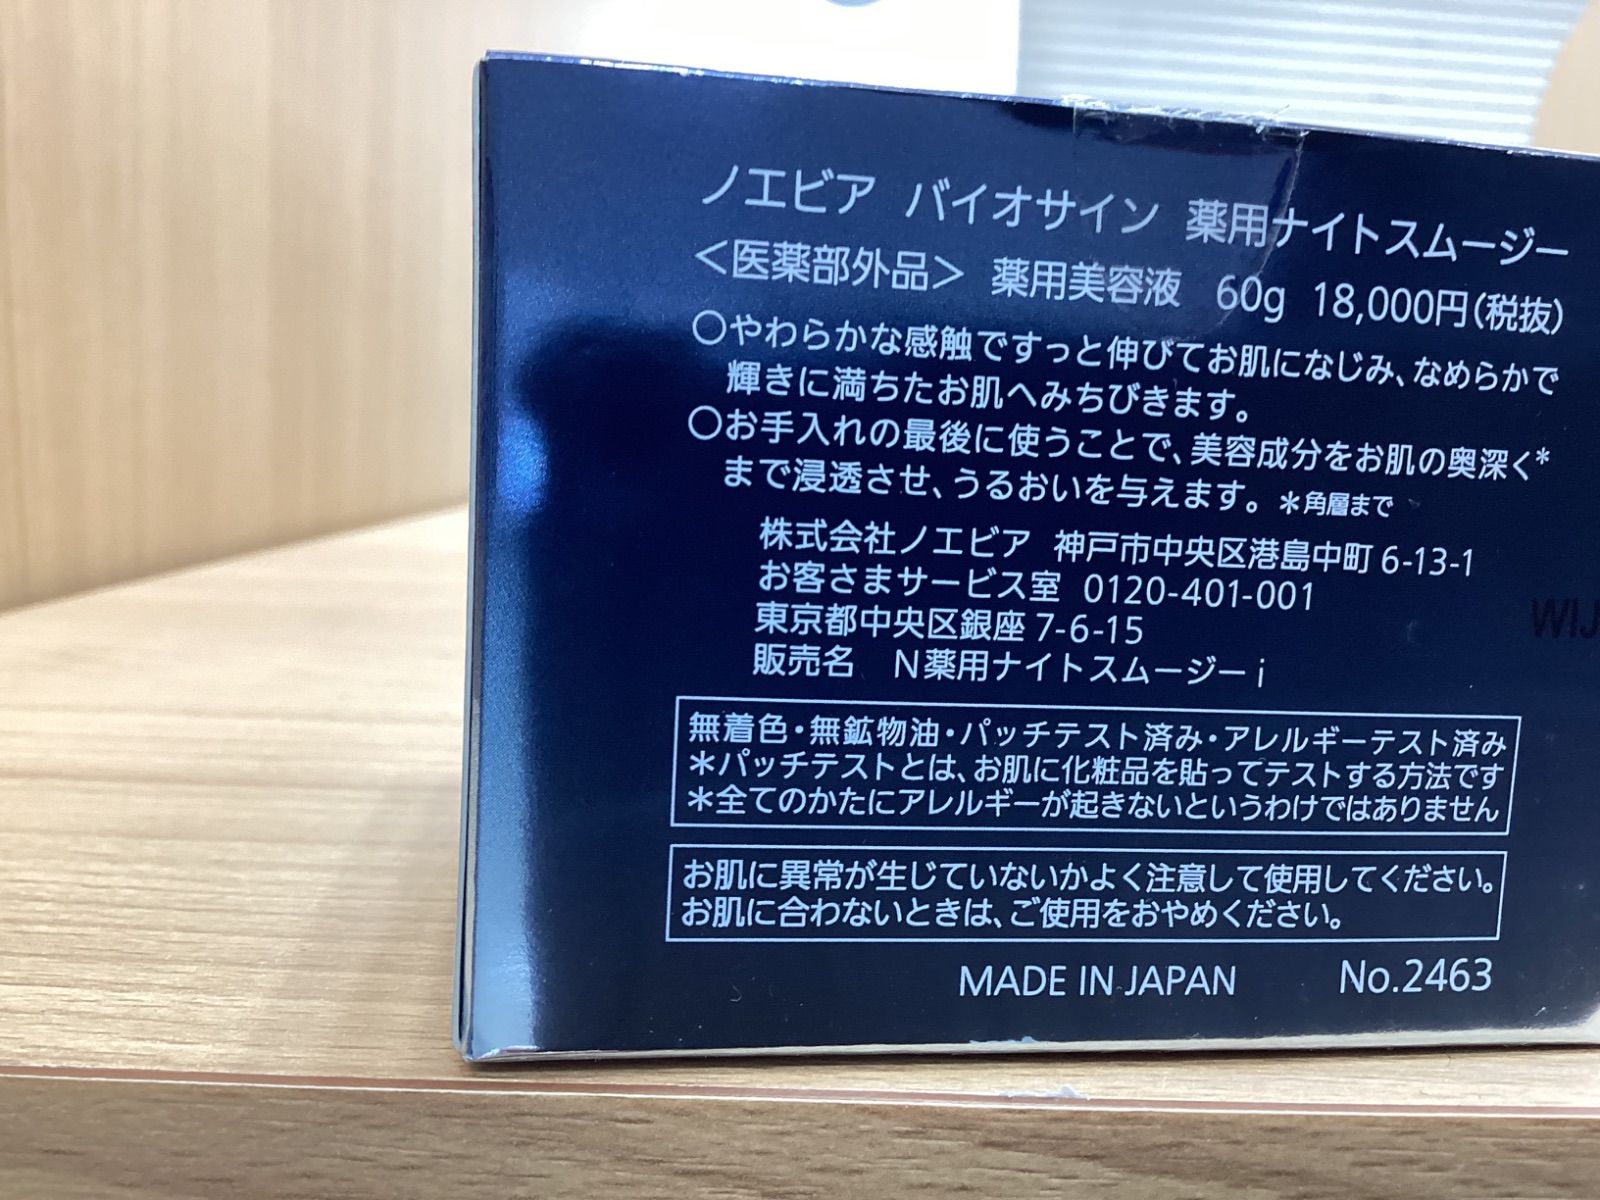 ノエビア バイオサイン 薬用ナイトスムージー
＜医薬部外品＞ 薬用美容液 60g 18,000円(税抜)
○やわらかな感触ですっと伸びてお肌になじみ、なめらかで
輝きに満ちたお肌へみちびきます。
○お手入れの最後に使うことで、美容成分をお肌の奥深く*
まで浸透させ、うるおいを与えます。 *角層まで
株式会社ノエビア 神戸市中央区港島中町 6-13-1
お客さまサービス室 0120-401-001
東京都中央区銀座 7-6-15
販売名 N薬用ナイトスムージー i
無着色・無鉱物油・パッチテスト済み・アレルギーテスト済み
*パッチテストとは、お肌に化粧品を貼ってテストする方法です
*全てのかたにアレルギーが起きないというわけではありません
お肌に異常が生じていないかよく注意して使用してください。
お肌に合わないときは、ご使用をおやめください。
MADE IN JAPAN No.2463